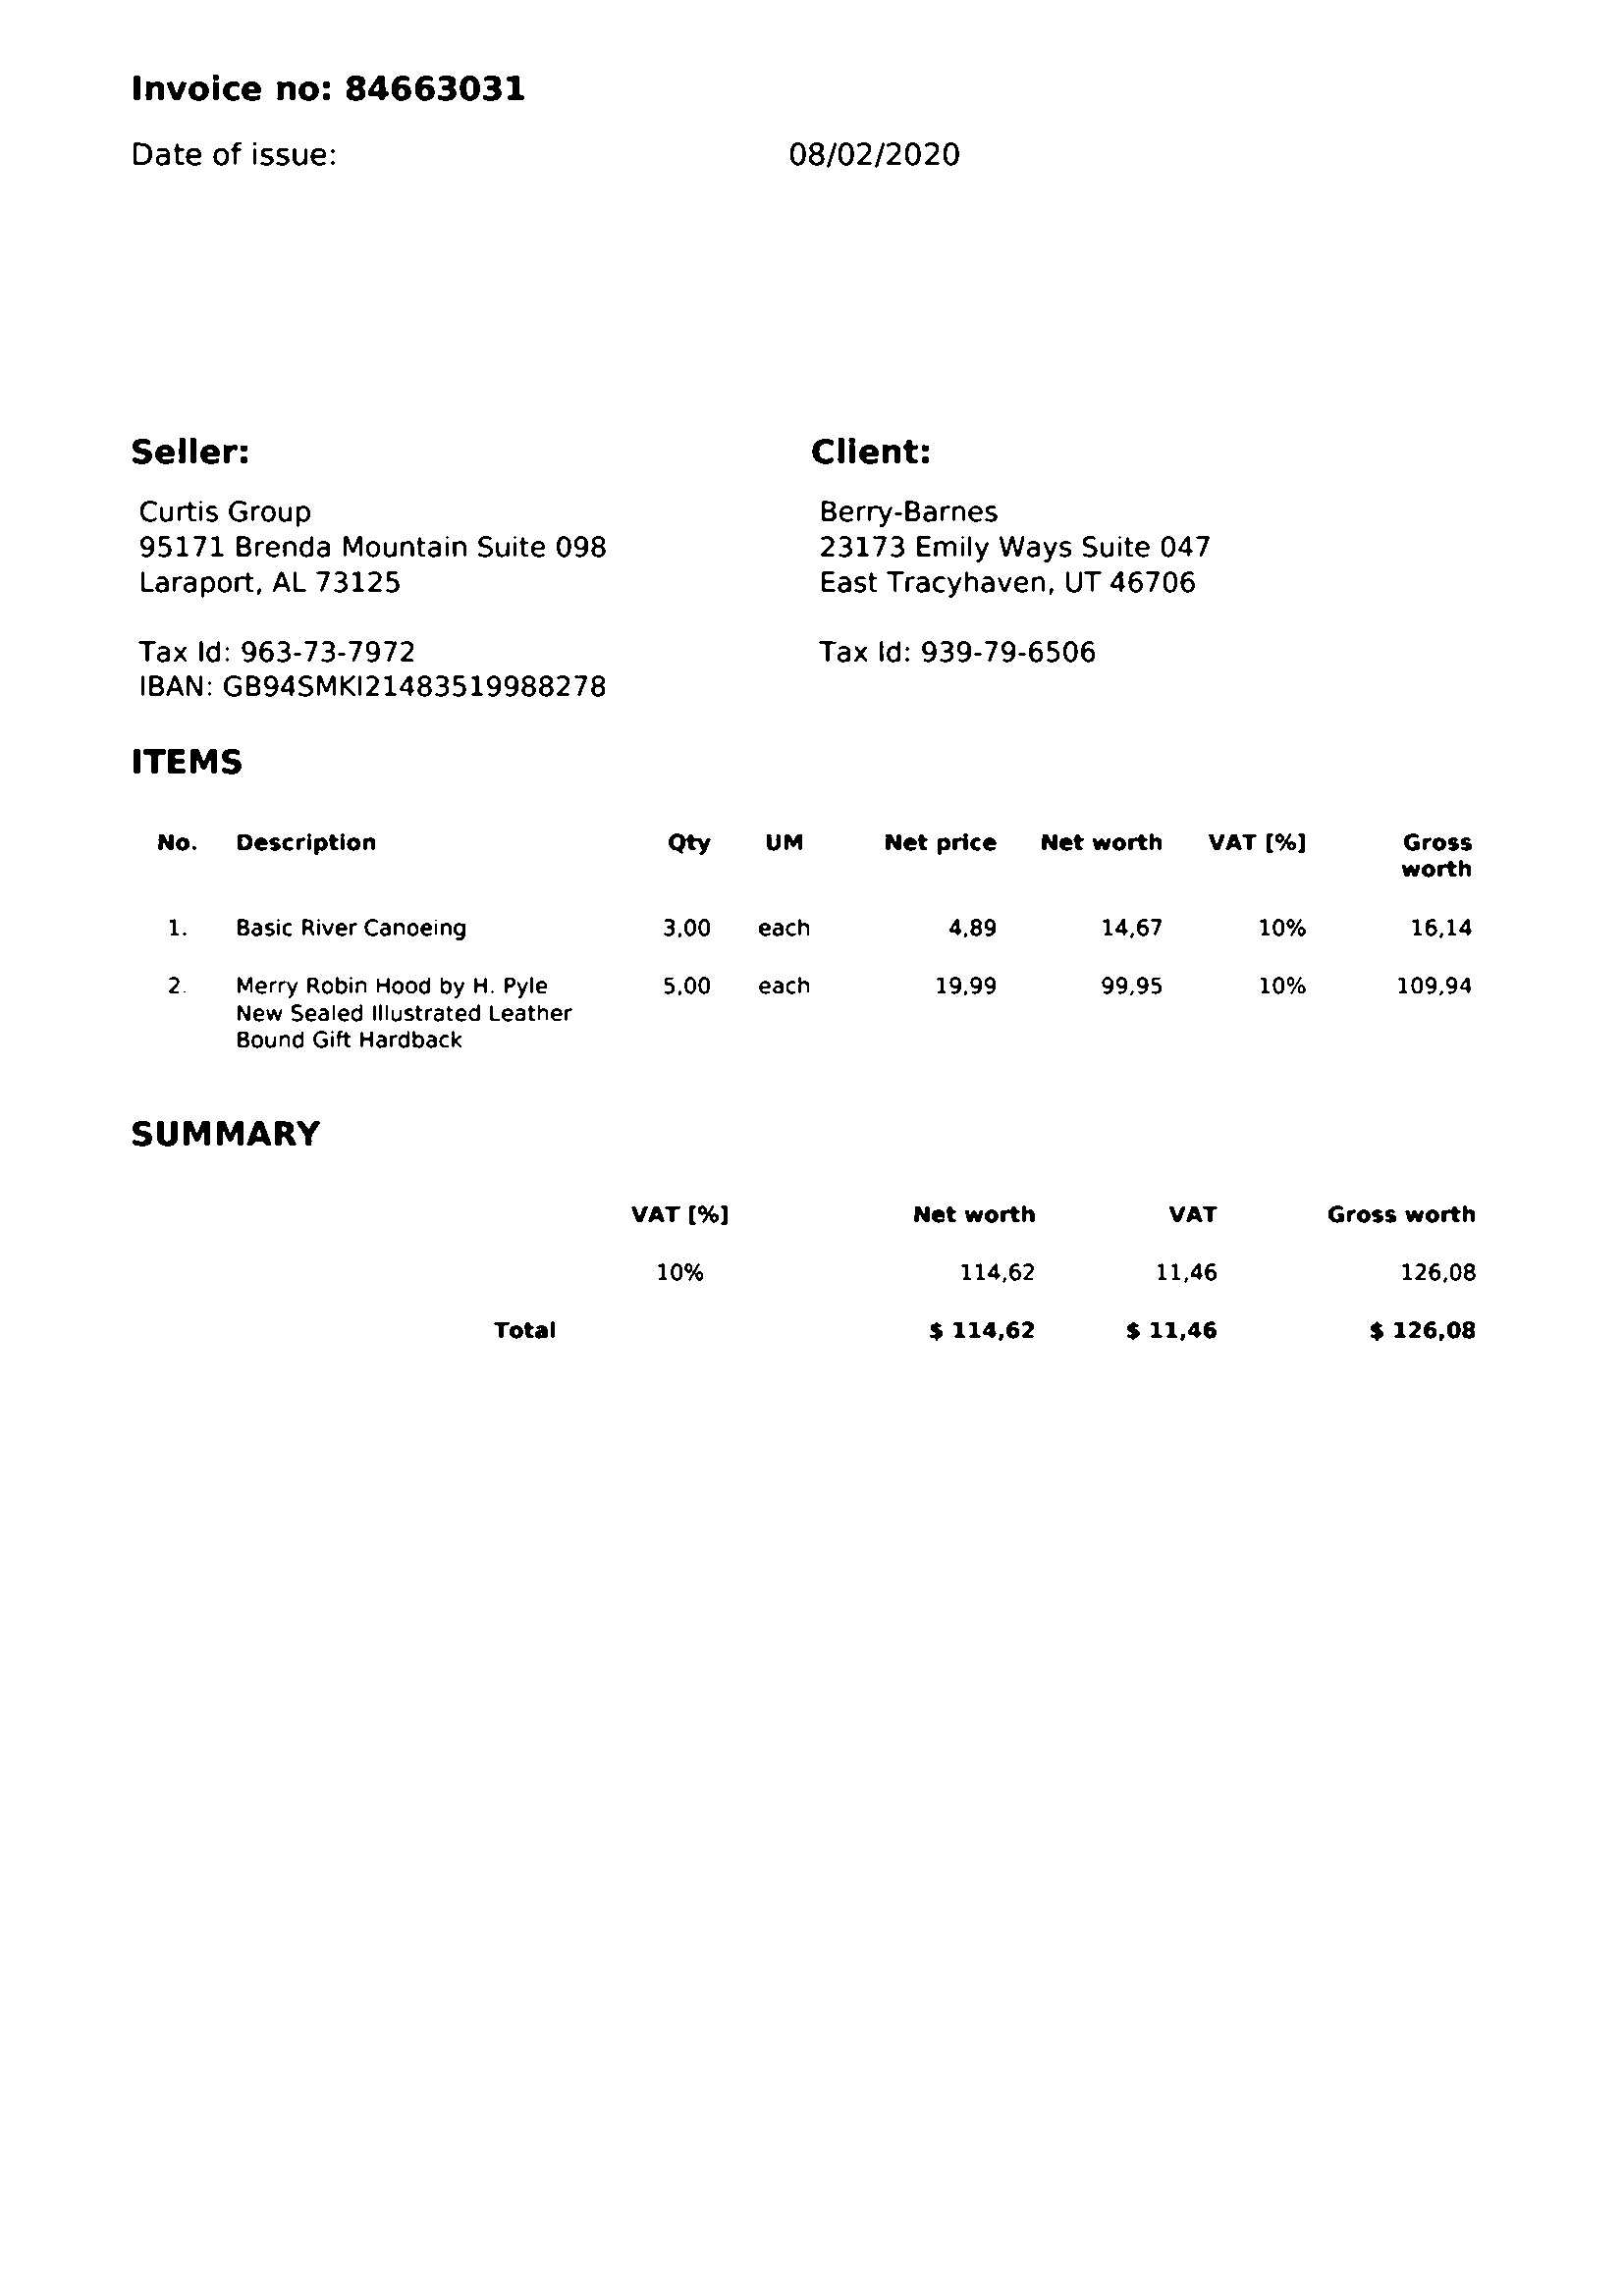 Invoice no: 84663031
Date of issue: 08/02/2020
Seller: Client:
Curtis Group Berry-Barnes
95171 Brenda Mountain Suite 098 23173 Emily Ways Suite 047
Laraport, AL 73125 East Tracyhaven, UT 46706
Tax Id: 963-73-7972 Tax Id: 939-79-6506
IBAN: GB94SMKI21483519988278
ITEMS
No. Description Qty UM Net price Net worth VAT [%] Gross
worth
1. Basic River Canoeing 3,00 each 4,89 14,67 10% 16,14
2. Merry Robin Hood by H. Pyle 5,00 each 19,99 99,95 10% 109,94
New Sealed Illustrated Leather
Bound Gift Hardback
SUMMARY
VAT [%] Net worth VAT Gross worth
10% 114,62 11,46 126,08
Total $ 114,62 $ 11,46 $ 126,08